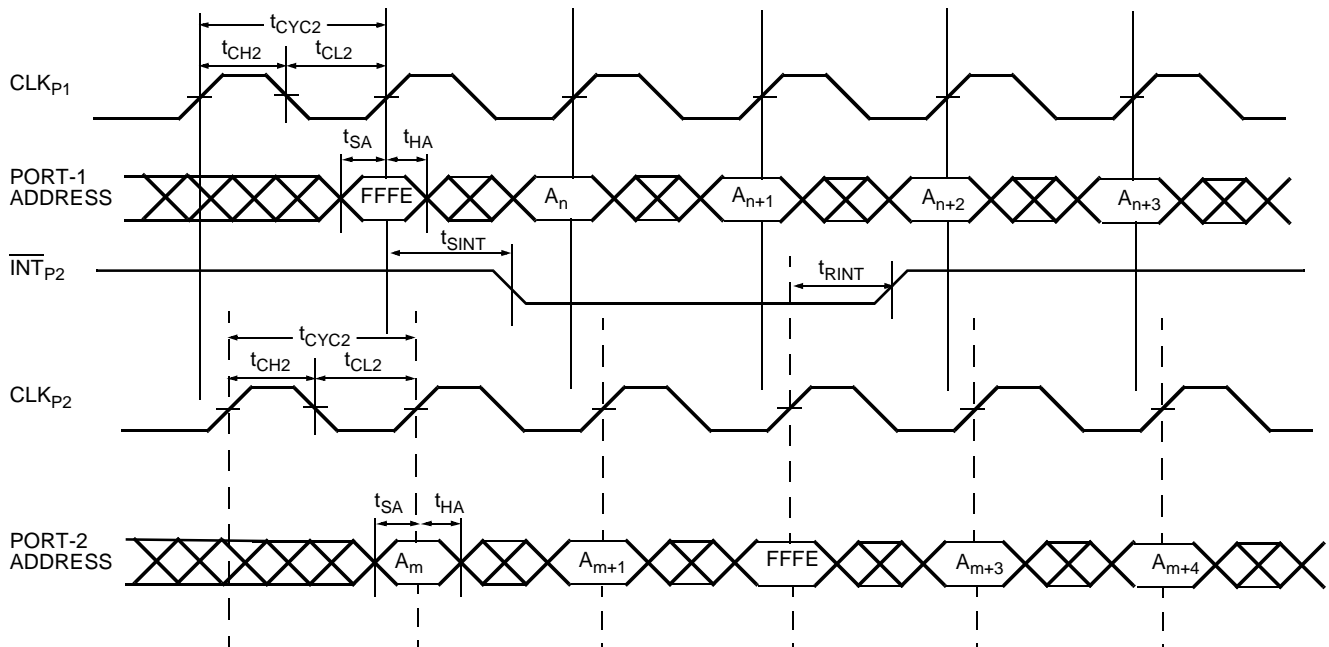 tCYC2
tCH2
tCL2
CLKP1
tSA
tHA
PORT-1
ADDRESS
FFFE
An
An+1
An+2
An+3
tSINT
INTP2
tRINT
tCYC2
tCH2
tCL2
CLKP2
tSA
tHA
PORT-2
ADDRESS
Am
Am+1
FFFE
Am+3
Am+4